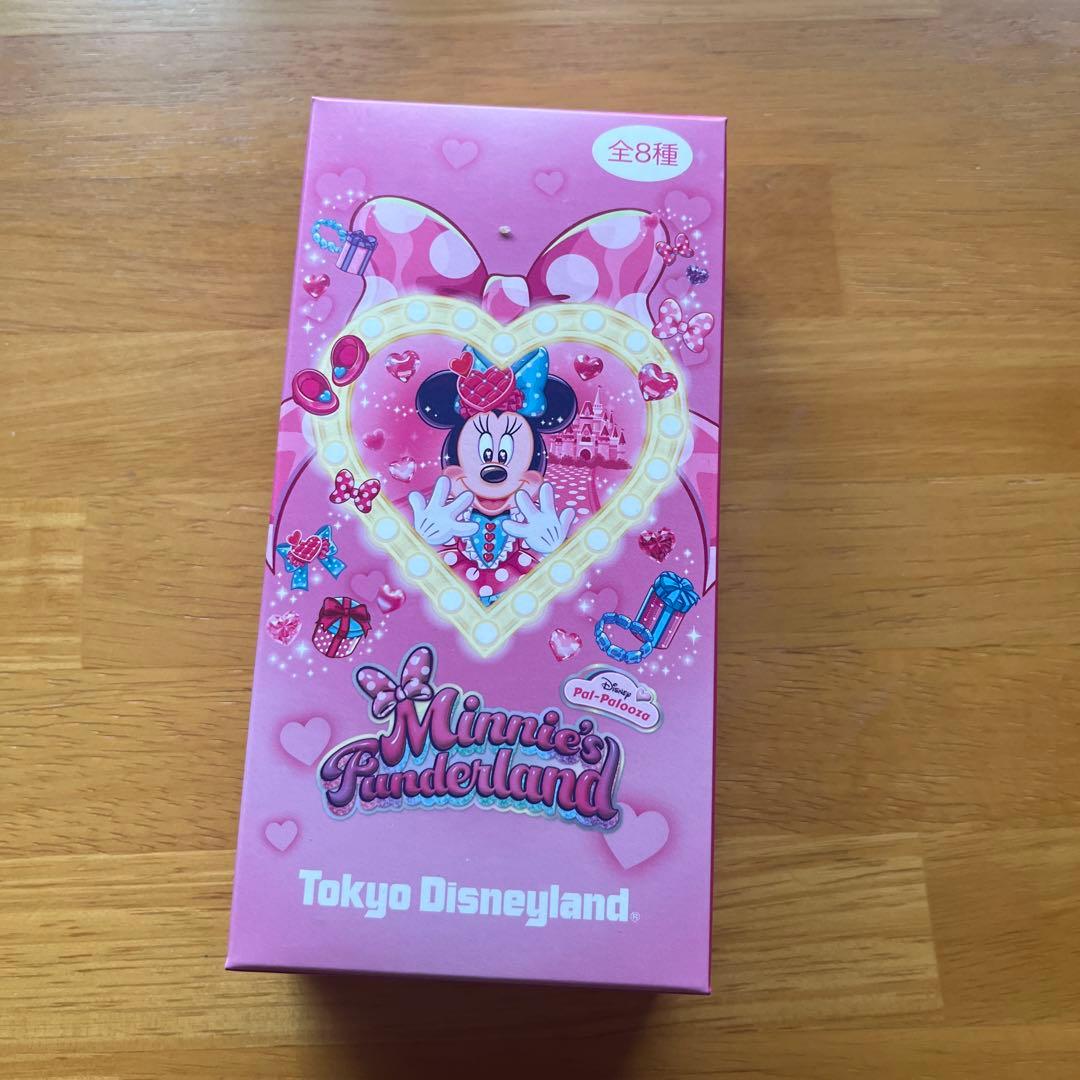 全8種
Disney
Pal-Palooza
Minnie's
Funderland
Tokyo Disneyland®